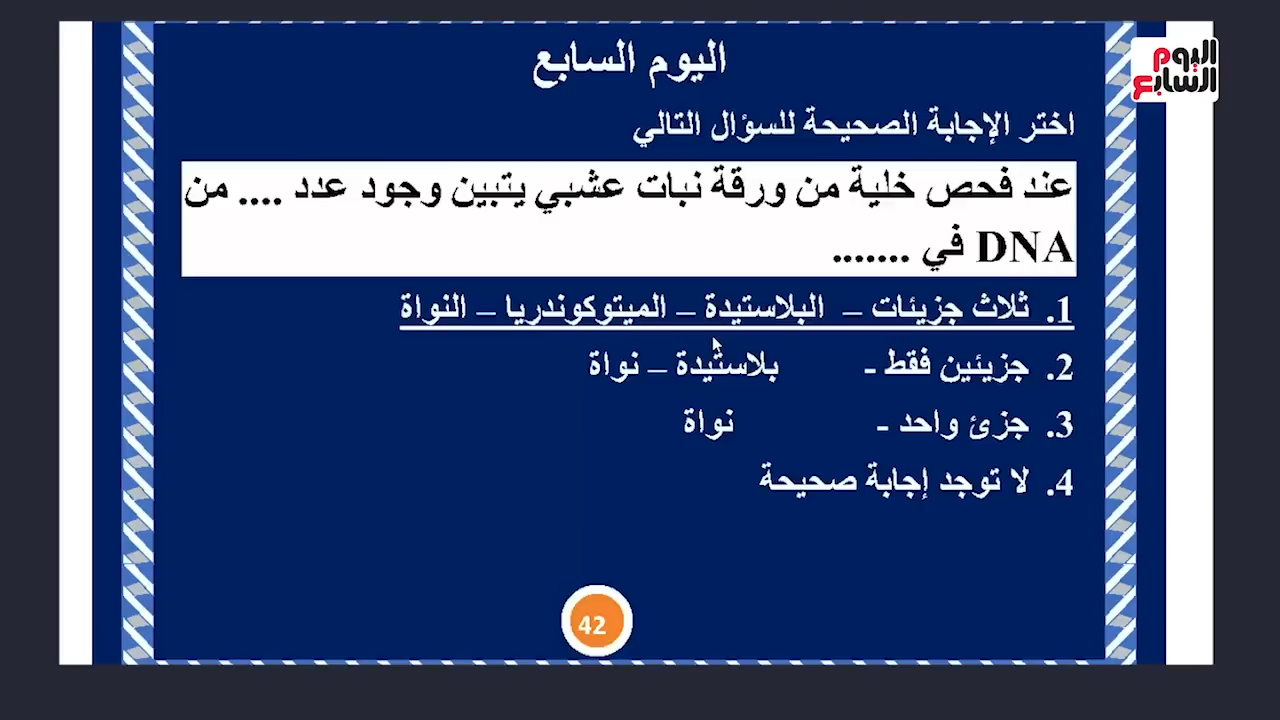 اليوم السابع
اليوم السابع
اختر الإجابة الصحيحة للسؤال التالي
عند فحص خلية من ورقة نبات عشبي يتبين وجود عدد .... من
DNA في .......
1. ثلاث جزيئات – البلاستيدة – الميتوكوندريا – النواة
2. جزيئين فقط - بلاستيدة – نواة
3. جزئ واحد - نواة
4. لا توجد إجابة صحيحة
42